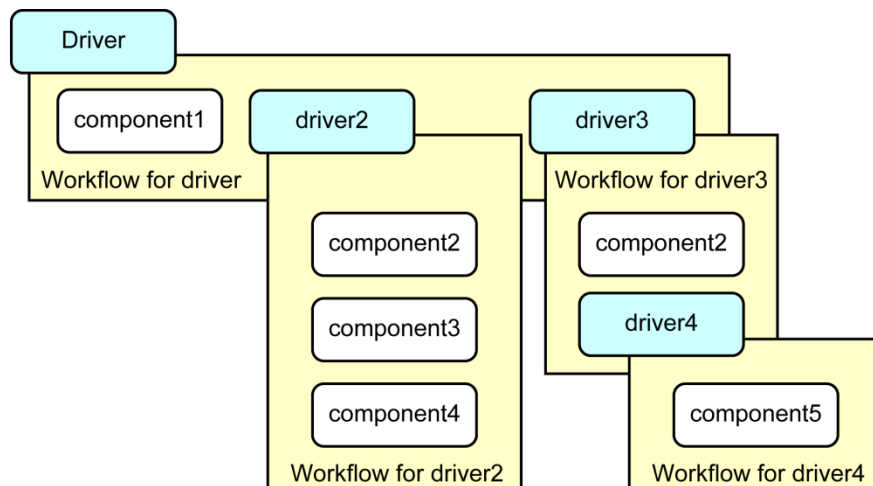 Driver
component1
driver2
driver3
Workflow for driver
Workflow for driver3
component2
component2
component3
driver4
component4
component5
Workflow for driver2
Workflow for driver4